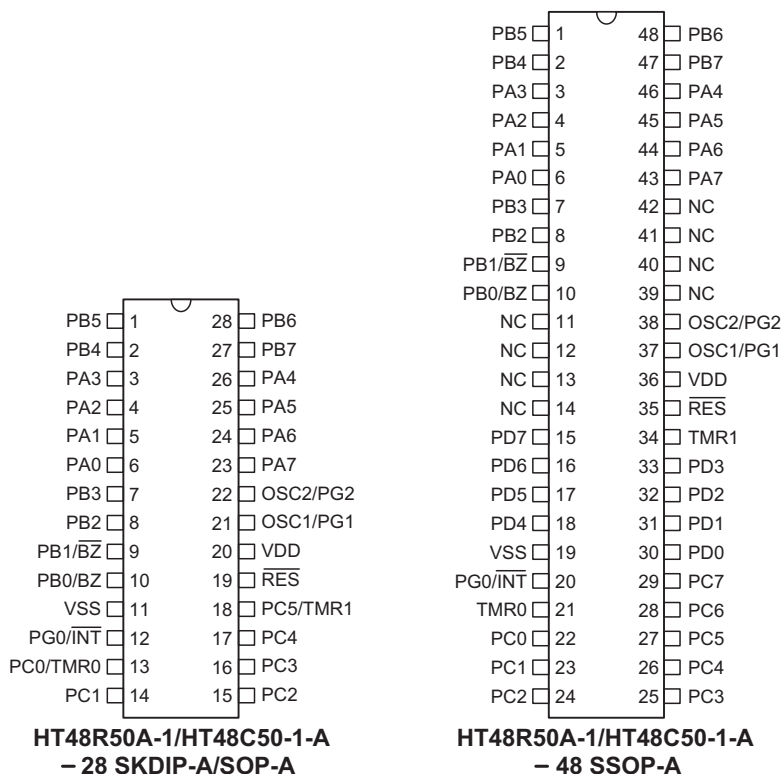 PB5 1 48 PB6
PB4 2 47 PB7
PA3 3 46 PA4
PA2 4 45 PA5
PA1 5 44 PA6
PA0 6 43 PA7
PB3 7 42 NC
PB2 8 41 NC
PB1/B̅Z̅ 9 40 NC
PB0/BZ 10 39 NC
PB5 1 28 PB6 NC 11 38 OSC2/PG2
PB4 2 27 PB7 NC 12 37 OSC1/PG1
PA3 3 26 PA4 NC 13 36 VDD
PA2 4 25 PA5 NC 14 35 R̅E̅S̅
PA1 5 24 PA6 PD7 15 34 TMR1
PA0 6 23 PA7 PD6 16 33 PD3
PB3 7 22 OSC2/PG2 PD5 17 32 PD2
PB2 8 21 OSC1/PG1 PD4 18 31 PD1
PB1/B̅Z̅ 9 20 VDD VSS 19 30 PD0
PB0/BZ 10 19 R̅E̅S̅ PG0/I̅N̅T̅ 20 29 PC7
VSS 11 18 PC5/TMR1 TMR0 21 28 PC6
PG0/I̅N̅T̅ 12 17 PC4 PC0 22 27 PC5
PC0/TMR0 13 16 PC3 PC1 23 26 PC4
PC1 14 15 PC2 PC2 24 25 PC3
HT48R50A-1/HT48C50-1-A HT48R50A-1/HT48C50-1-A
– 28 SKDIP-A/SOP-A – 48 SSOP-A